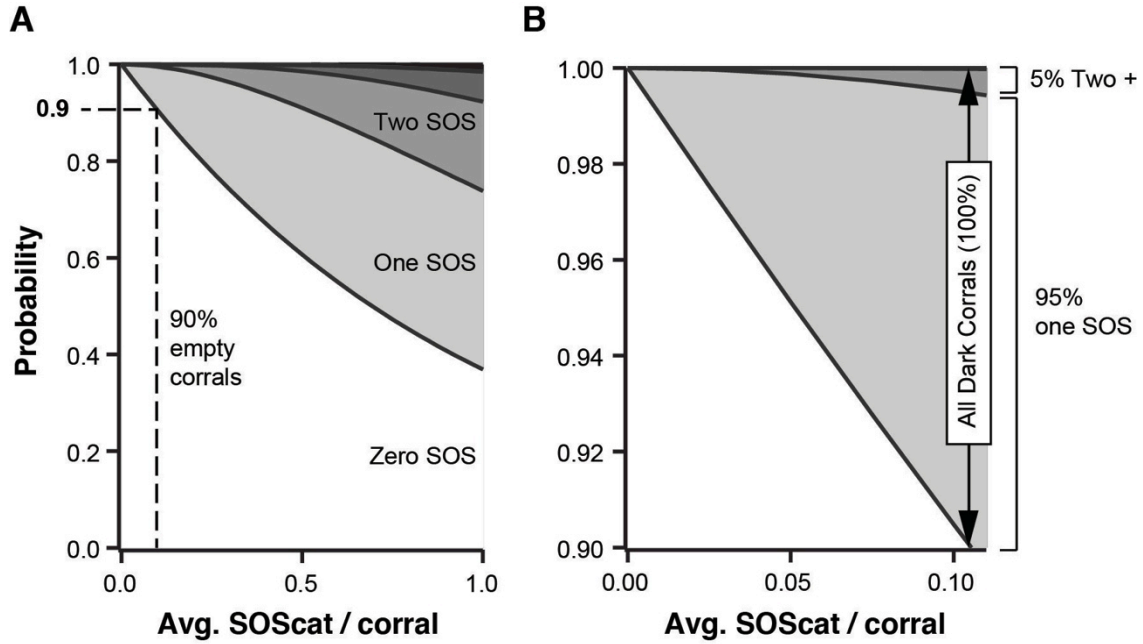 A
B
1.0
0.9
0.8
0.6
0.4
0.2
0.0
Probability
Two SOS
One SOS
90%
empty
corrals
Zero SOS
0.0
0.5
1.0
Avg. SOScat / corral
1.00
0.98
0.96
0.94
0.92
0.90
All Dark Corrals (100%)
5% Two +
95%
one SOS
0.00
0.05
0.10
Avg. SOScat / corral